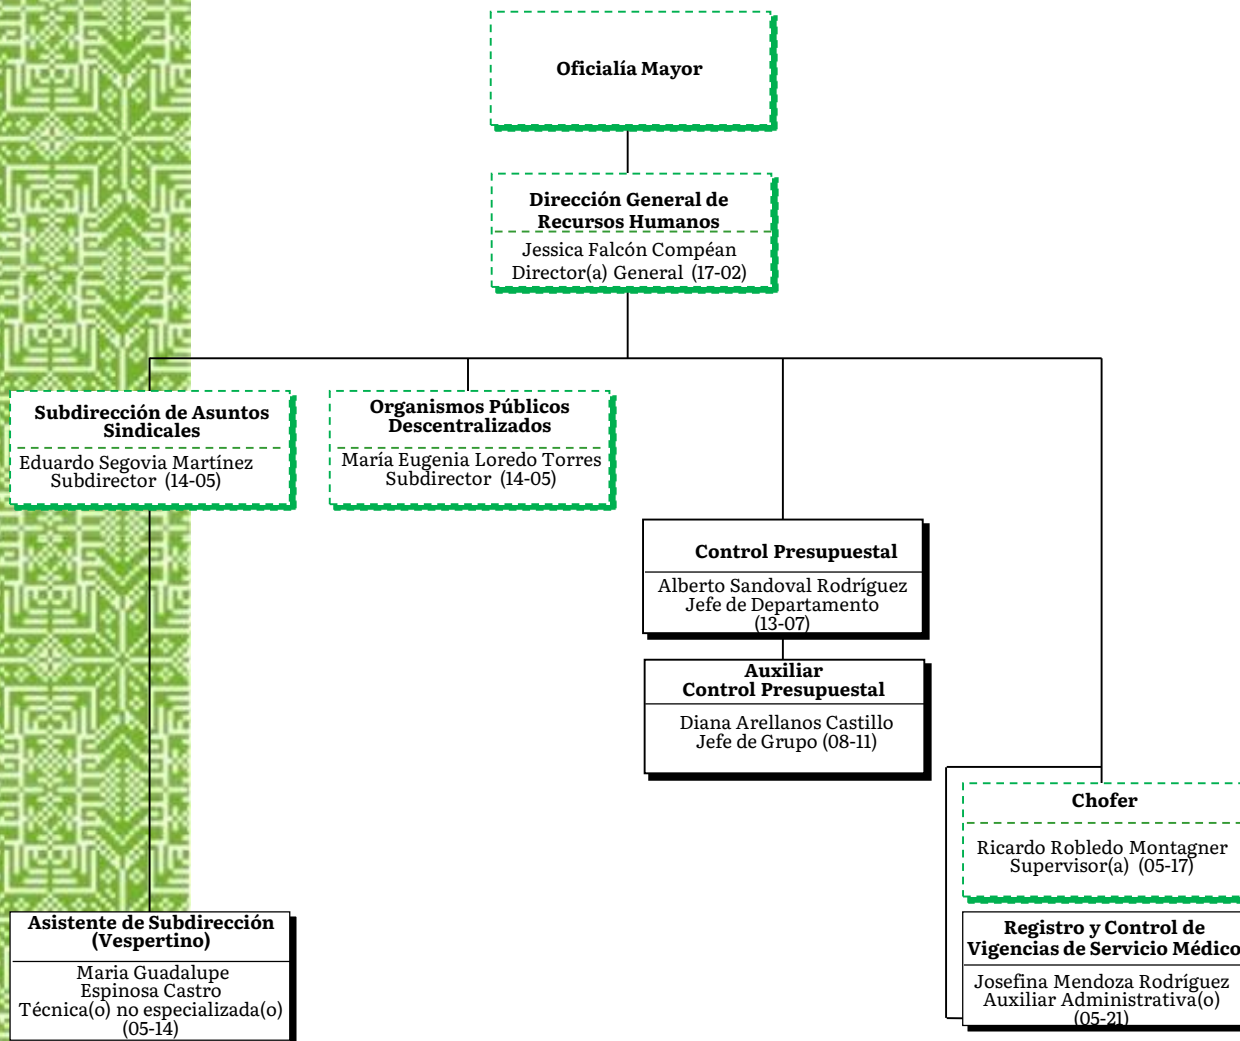 Oficialía Mayor
Dirección General de
Recursos Humanos
Jessica Falcón Compéan
Director(a) General (17-02)
Subdirección de Asuntos
Sindicales
Eduardo Segovia Martínez
Subdirector (14-05)
Organismos Públicos
Descentralizados
María Eugenia Loredo Torres
Subdirector (14-05)
Control Presupuestal
Alberto Sandoval Rodríguez
Jefe de Departamento
(13-07)
Auxiliar
Control Presupuestal
Diana Arellanos Castillo
Jefe de Grupo (08-11)
Chofer
Ricardo Robledo Montagner
Supervisor(a) (05-17)
Asistente de Subdirección
(Vespertino)
Maria Guadalupe
Espinosa Castro
Técnica(o) no especializada(o)
(05-14)
Registro y Control de
Vigencias de Servicio Médico
Josefina Mendoza Rodríguez
Auxiliar Administrativa(o)
(05-21)